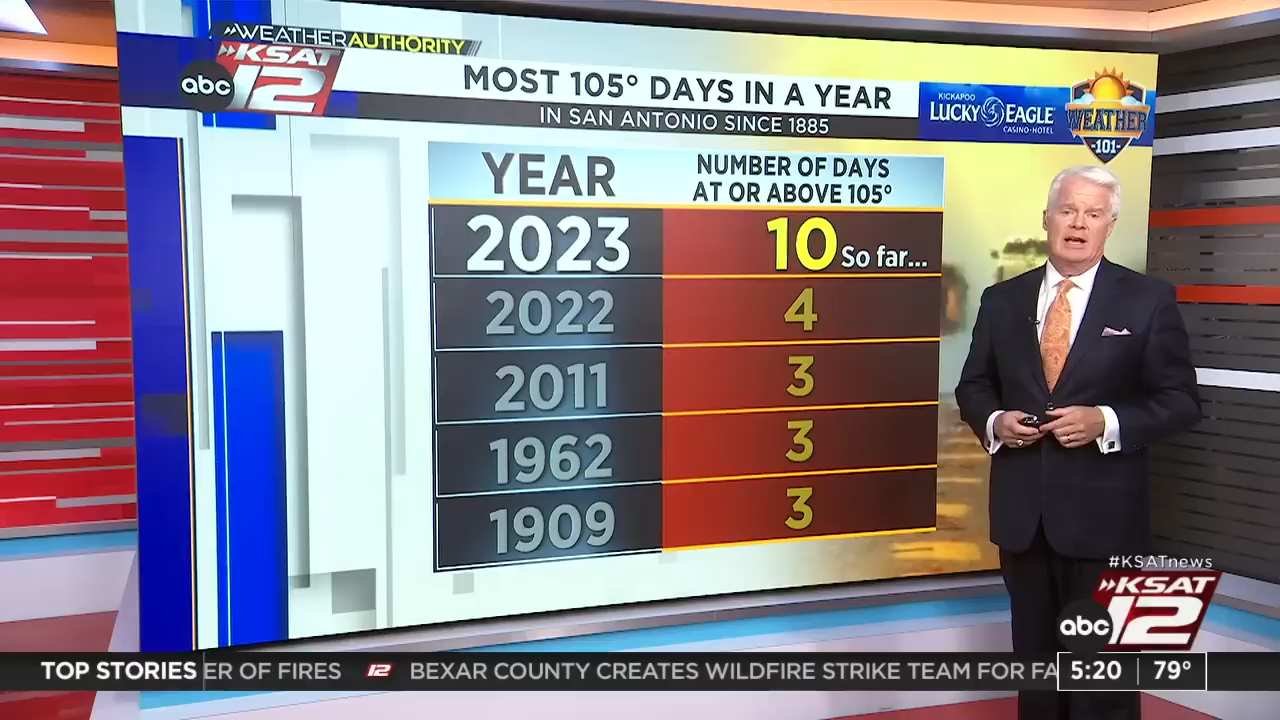 WEATHERAUTHORITY
KSAT
abc 12
MOST 105° DAYS IN A YEAR
IN SAN ANTONIO SINCE 1885
KICKAPOO
LUCKY EAGLE
CASINO·HOTEL
WEATHER
-101-
YEAR
NUMBER OF DAYS
AT OR ABOVE 105°
2023 10 So far...
2022 4
2011 3
1962 3
1909 3
#KSATnews
KSAT
abc 12
TOP STORIES ER OF FIRES 12 BEXAR COUNTY CREATES WILDFIRE STRIKE TEAM FOR FA 5:20 79°